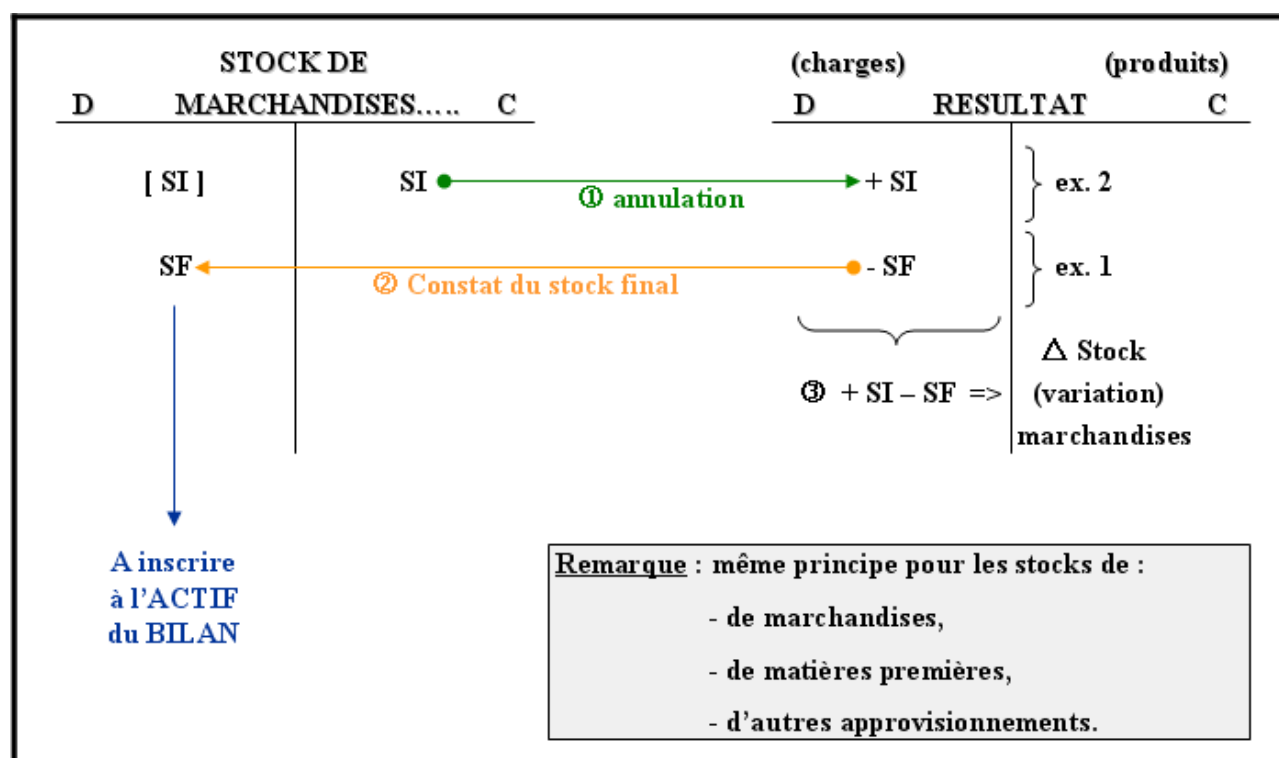 STOCK DE
(charges) (produits)
D MARCHANDISES..... C
D RESULTAT C
[ SI ] SI + SI ex. 2
① annulation
SF - SF ex. 1
② Constat du stock final
△ Stock
③ + SI – SF => (variation)
marchandises
A inscrire
à l’ACTIF
du BILAN
Remarque : même principe pour les stocks de :
- de marchandises,
- de matières premières,
- d’autres approvisionnements.